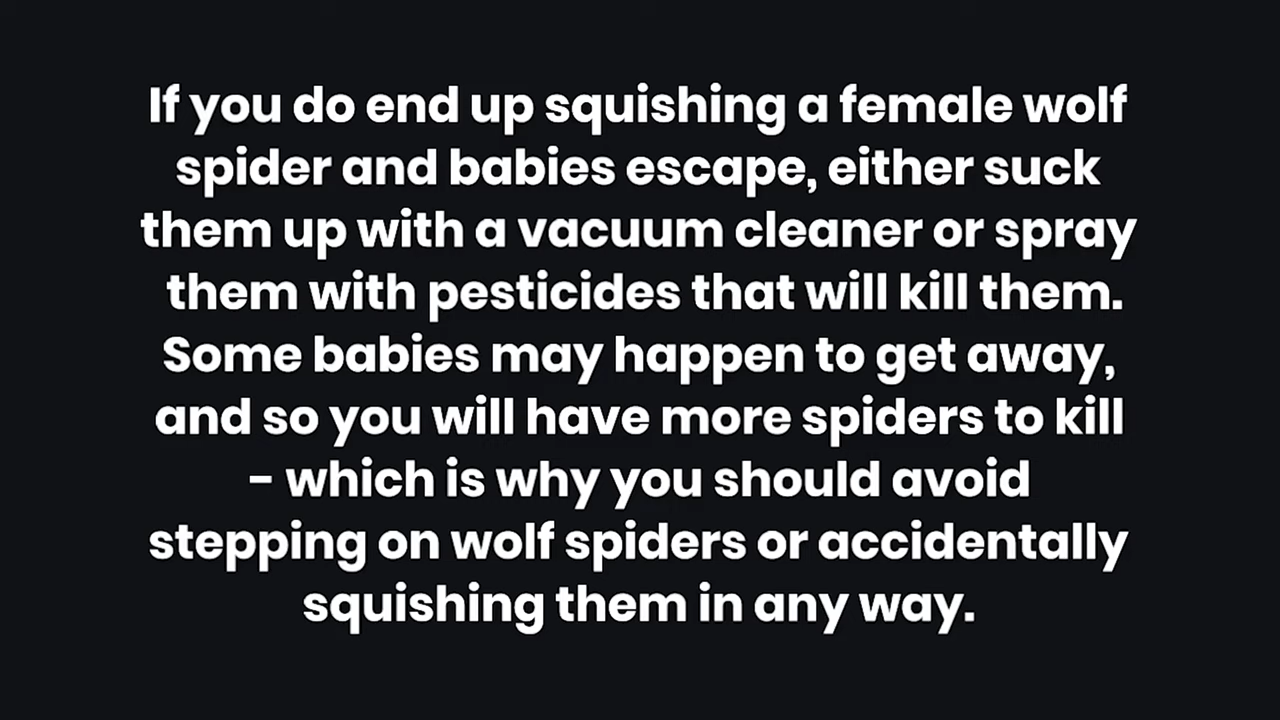 If you do end up squishing a female wolf
spider and babies escape, either suck
them up with a vacuum cleaner or spray
them with pesticides that will kill them.
Some babies may happen to get away,
and so you will have more spiders to kill
– which is why you should avoid
stepping on wolf spiders or accidentally
squishing them in any way.